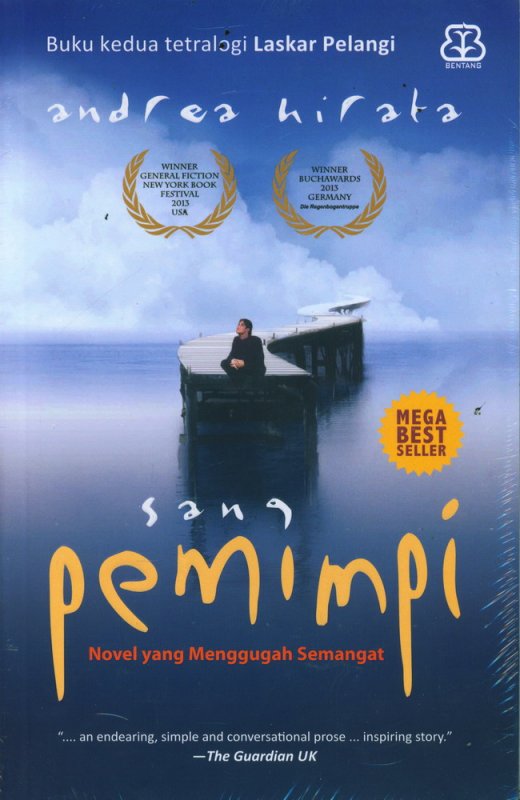 Buku kedua tetralogi Laskar Pelangi
BENTANG
andrea hirata
WINNER
GENERAL FICTION
NEW YORK BOOK
FESTIVAL
2013
USA
WINNER
BUCHAWARDS
2013
GERMANY
Die Regenbogentruppe
MEGA
BEST
SELLER
sang
pemimpi
Novel yang Menggugah Semangat
".... an endearing, simple and conversational prose ... inspiring story."
—The Guardian UK